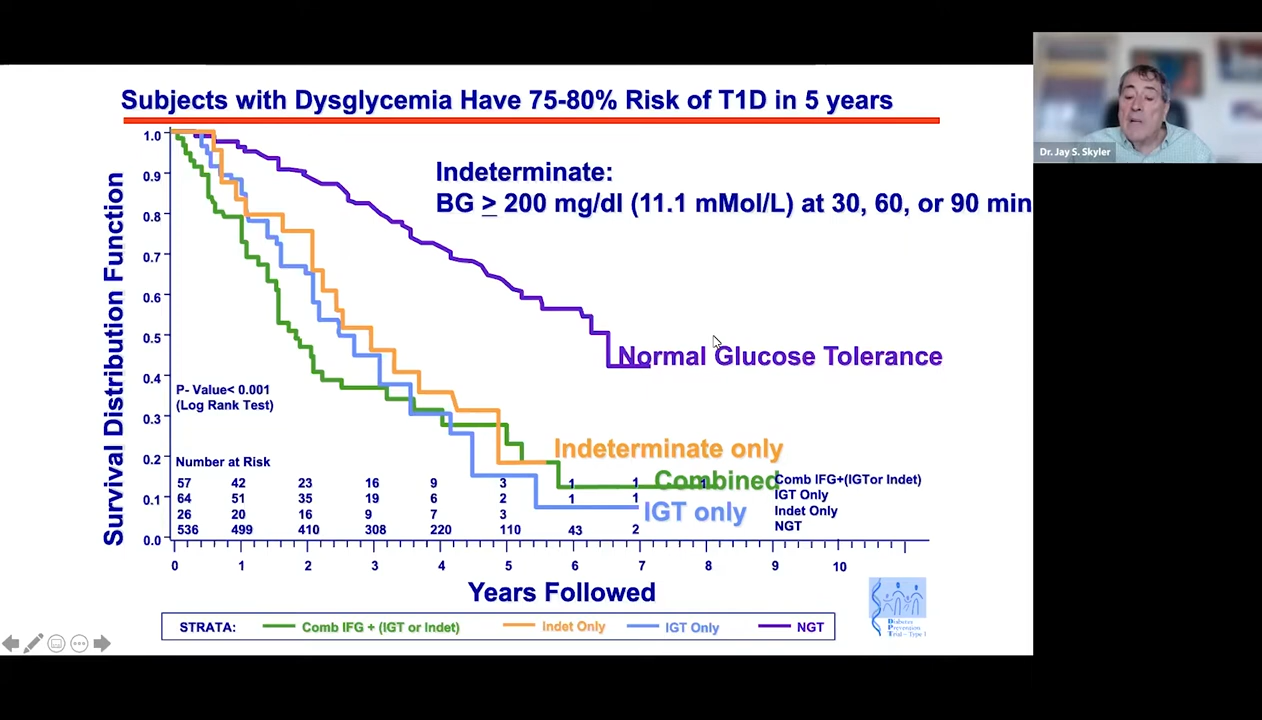 Subjects with Dysglycemia Have 75-80% Risk of T1D in 5 years
Dr. Jay S. Skyler
Indeterminate:
BG ≥ 200 mg/dl (11.1 mMol/L) at 30, 60, or 90 min
Survival Distribution Function
1.0
0.9
0.8
0.7
0.6
0.5
0.4
0.3
0.2
0.1
0.0
Normal Glucose Tolerance
P- Value< 0.001
(Log Rank Test)
Indeterminate only
Combined
IGT only
Number at Risk
57 42 23 16 9 3 1 1 1 Comb IFG+(IGTor Indet)
64 51 35 19 6 2 1 1 IGT Only
26 20 16 9 7 3 Indet Only
536 499 410 308 220 110 43 2 NGT
0 1 2 3 4 5 6 7 8 9 10
Years Followed
STRATA: Comb IFG + (IGT or Indet) Indet Only IGT Only NGT
Diabetes
Prevention
Trial - Type 1